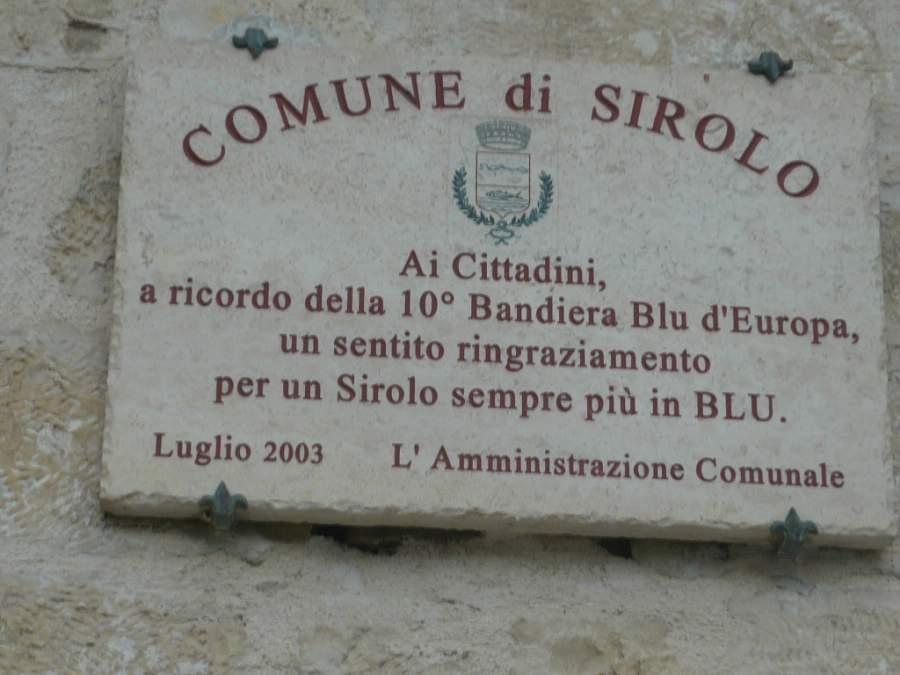 COMUNE di SIROLO
Ai Cittadini,
a ricordo della 10° Bandiera Blu d'Europa,
un sentito ringraziamento
per un Sirolo sempre più in BLU.
Luglio 2003 L' Amministrazione Comunale